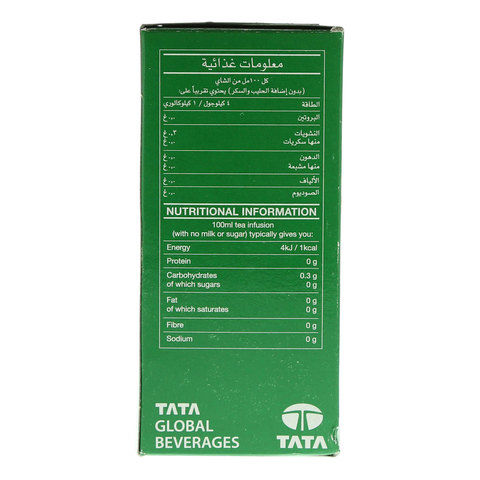 معلومات غذائية
كل ١٠٠مل من الشاي
(بدون إضافة الحليب والسكر) يحتوي تقريباً على:
الطاقة ٤ كيلوجول / ١ كيلوكالوري
البروتين ٠,٠ غ
النشويات ٠,٣ غ
منها سكريات ٠,٠ غ
الدهون ٠,٠ غ
منها مشبعة ٠,٠ غ
الألياف ٠,٠ غ
الصوديوم ٠,٠ غ
NUTRITIONAL INFORMATION
100ml tea infusion
(with no milk or sugar) typically gives you:
Energy 4kJ / 1kcal
Protein 0 g
Carbohydrates 0.3 g
of which sugars 0 g
Fat 0 g
of which saturates 0 g
Fibre 0 g
Sodium 0 g
TATA
GLOBAL
BEVERAGES
TATA